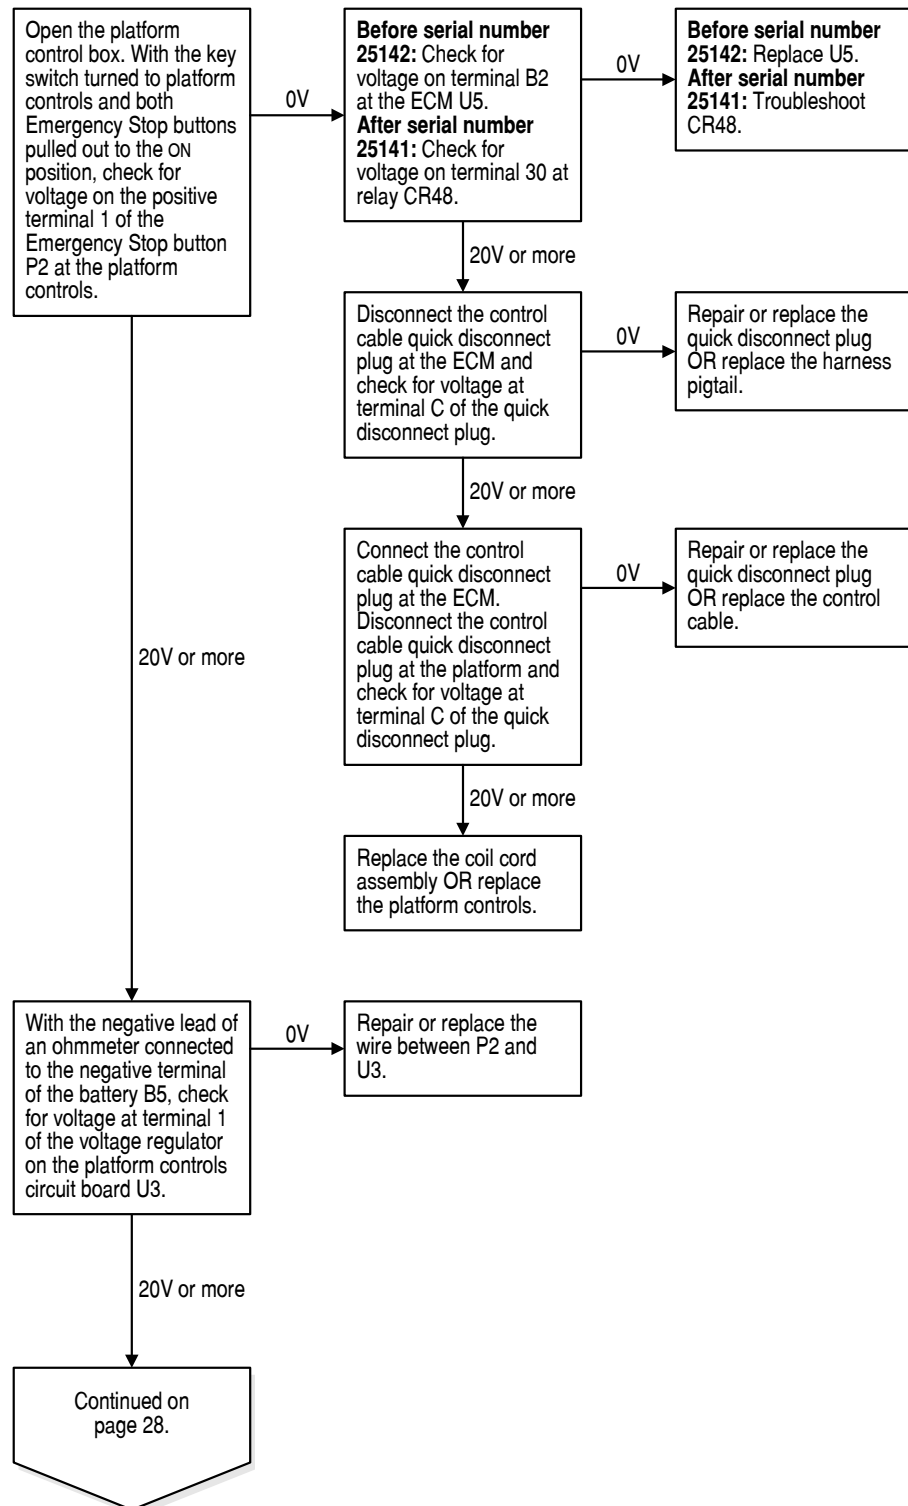 Open the platform
control box. With the key
switch turned to platform
controls and both
Emergency Stop buttons
pulled out to the ON
position, check for
voltage on the positive
terminal 1 of the
Emergency Stop button
P2 at the platform
controls.
0V
Before serial number
25142: Check for
voltage on terminal B2
at the ECM U5.
After serial number
25141: Check for
voltage on terminal 30 at
relay CR48.
0V
Before serial number
25142: Replace U5.
After serial number
25141: Troubleshoot
CR48.
20V or more
Disconnect the control
cable quick disconnect
plug at the ECM and
check for voltage at
terminal C of the quick
disconnect plug.
0V
Repair or replace the
quick disconnect plug
OR replace the harness
pigtail.
20V or more
Connect the control
cable quick disconnect
plug at the ECM.
Disconnect the control
cable quick disconnect
plug at the platform and
check for voltage at
terminal C of the quick
disconnect plug.
0V
Repair or replace the
quick disconnect plug
OR replace the control
cable.
20V or more
Replace the coil cord
assembly OR replace
the platform controls.
20V or more
With the negative lead of
an ohmmeter connected
to the negative terminal
of the battery B5, check
for voltage at terminal 1
of the voltage regulator
on the platform controls
circuit board U3.
0V
Repair or replace the
wire between P2 and
U3.
20V or more
Continued on
page 28.